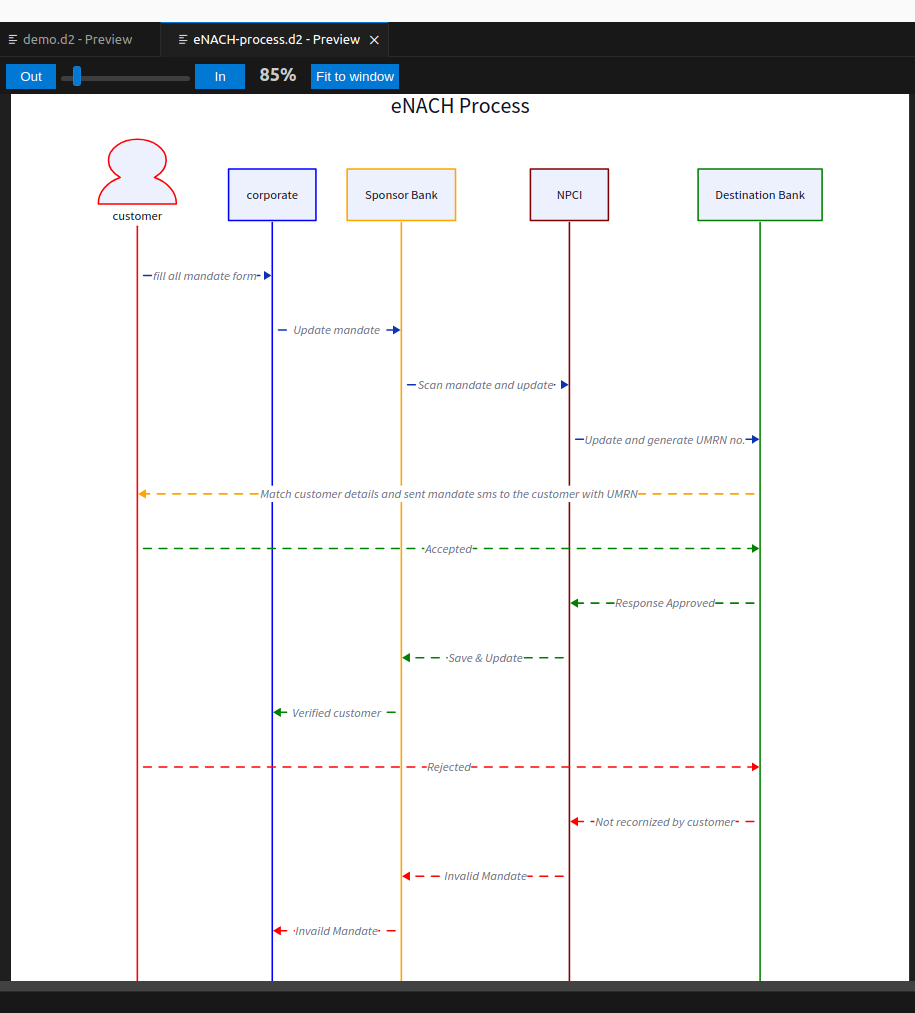 demo.d2 - Preview
eNACH-process.d2 - Preview
Out
In
85%
Fit to window
eNACH Process
customer
corporate
Sponsor Bank
NPCI
Destination Bank
fill all mandate form
Update mandate
Scan mandate and update
Update and generate UMRN no.
Match customer details and sent mandate sms to the customer with UMRN
Accepted
Response Approved
Save & Update
Verified customer
Rejected
Not recornized by customer
Invalid Mandate
Invaild Mandate